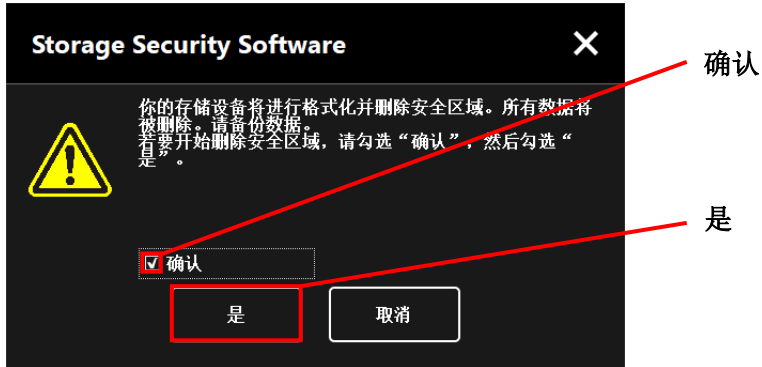 Storage Security Software
确认
你的存储设备将进行格式化并删除安全区域。所有数据将
被删除。请备份数据。
若要开始删除安全区域，请勾选“确认”，然后勾选“
是”。
是
确认
是
取消